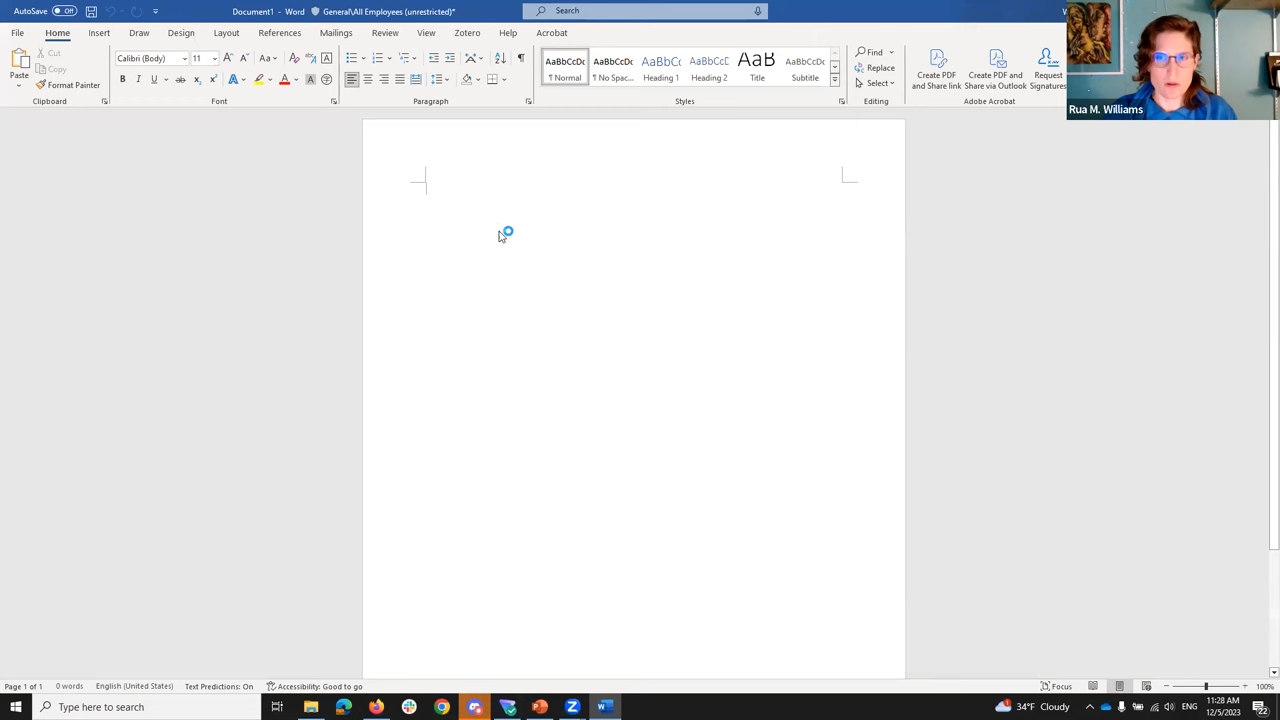 AutoSave Off Document1 - Word General\All Employees (unrestricted)* Search
File Home Insert Draw Design Layout References Mailings Review View Zotero Help Acrobat
Paste
Cut
Copy
Format Painter
Clipboard
Calibri (Body) 11
Font
Paragraph
AaBbCcDc AaBbCcDc AaBbCc AaBbCcE AaB AaBbCcDc
¶ Normal ¶ No Spac... Heading 1 Heading 2 Title Subtitle
Styles
Find
Replace
Select
Editing
Create PDF and Share link
Create PDF and Share via Outlook
Request Signatures
Adobe Acrobat
Rua M. Williams
Page 1 of 1 0 words English (United States) Text Predictions: On Accessibility: Good to go Focus 100%
Type here to search
34°F Cloudy ENG
11:28 AM
12/5/2023
22